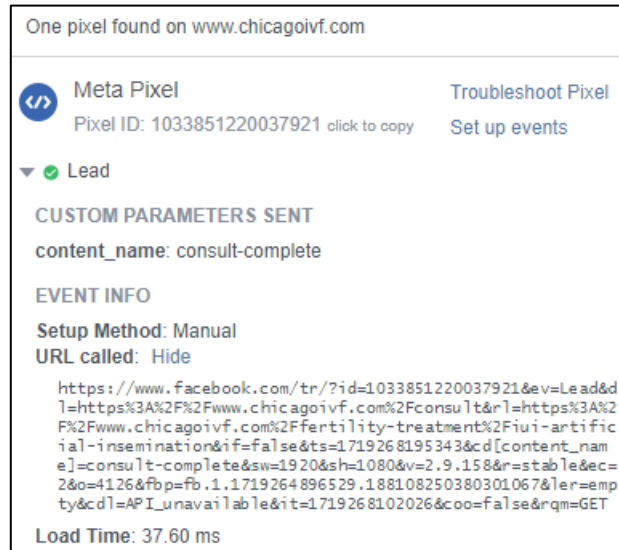 One pixel found on www.chicagoivf.com
Meta Pixel
Troubleshoot Pixel
Pixel ID: 1033851220037921 click to copy
Set up events
Lead
CUSTOM PARAMETERS SENT
content_name: consult-complete
EVENT INFO
Setup Method: Manual
URL called: Hide
https://www.facebook.com/tr/?id=1033851220037921&ev=Lead&d
l=https%3A%2F%2Fwww.chicagoivf.com%2Fconsult&rl=https%3A%2
F%2Fwww.chicagoivf.com%2Ffertility-treatment%2Fiui-artific
ial-insemination&if=false&ts=1719268195343&cd[content_nam
e]=consult-complete&sw=1920&sh=1080&v=2.9.158&r=stable&ec=
2&o=4126&fbp=fb.1.1719264896529.188108250380301067&ler=emp
ty&cdl=API_unavailable&it=1719268102026&coo=false&rqm=GET
Load Time: 37.60 ms